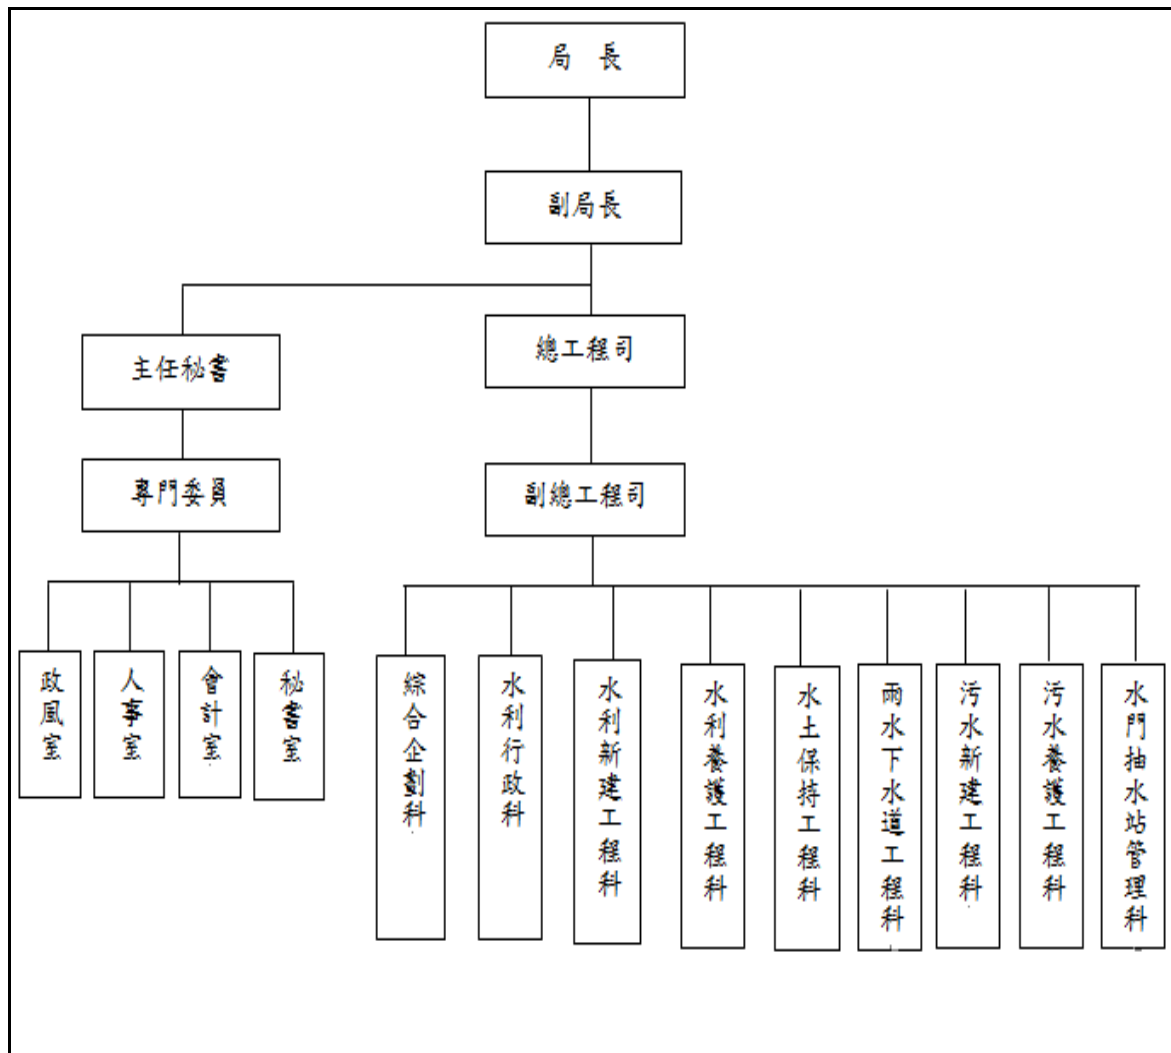 局 長
副局長
主任秘書
總工程司
專門委員
副總工程司
政風室
人事室
會計室
秘書室
綜合企劃科
水利行政科
水利新建工程科
水利養護工程科
水土保持工程科
雨水下水道工程科
污水新建工程科
污水養護工程科
水門抽水站管理科